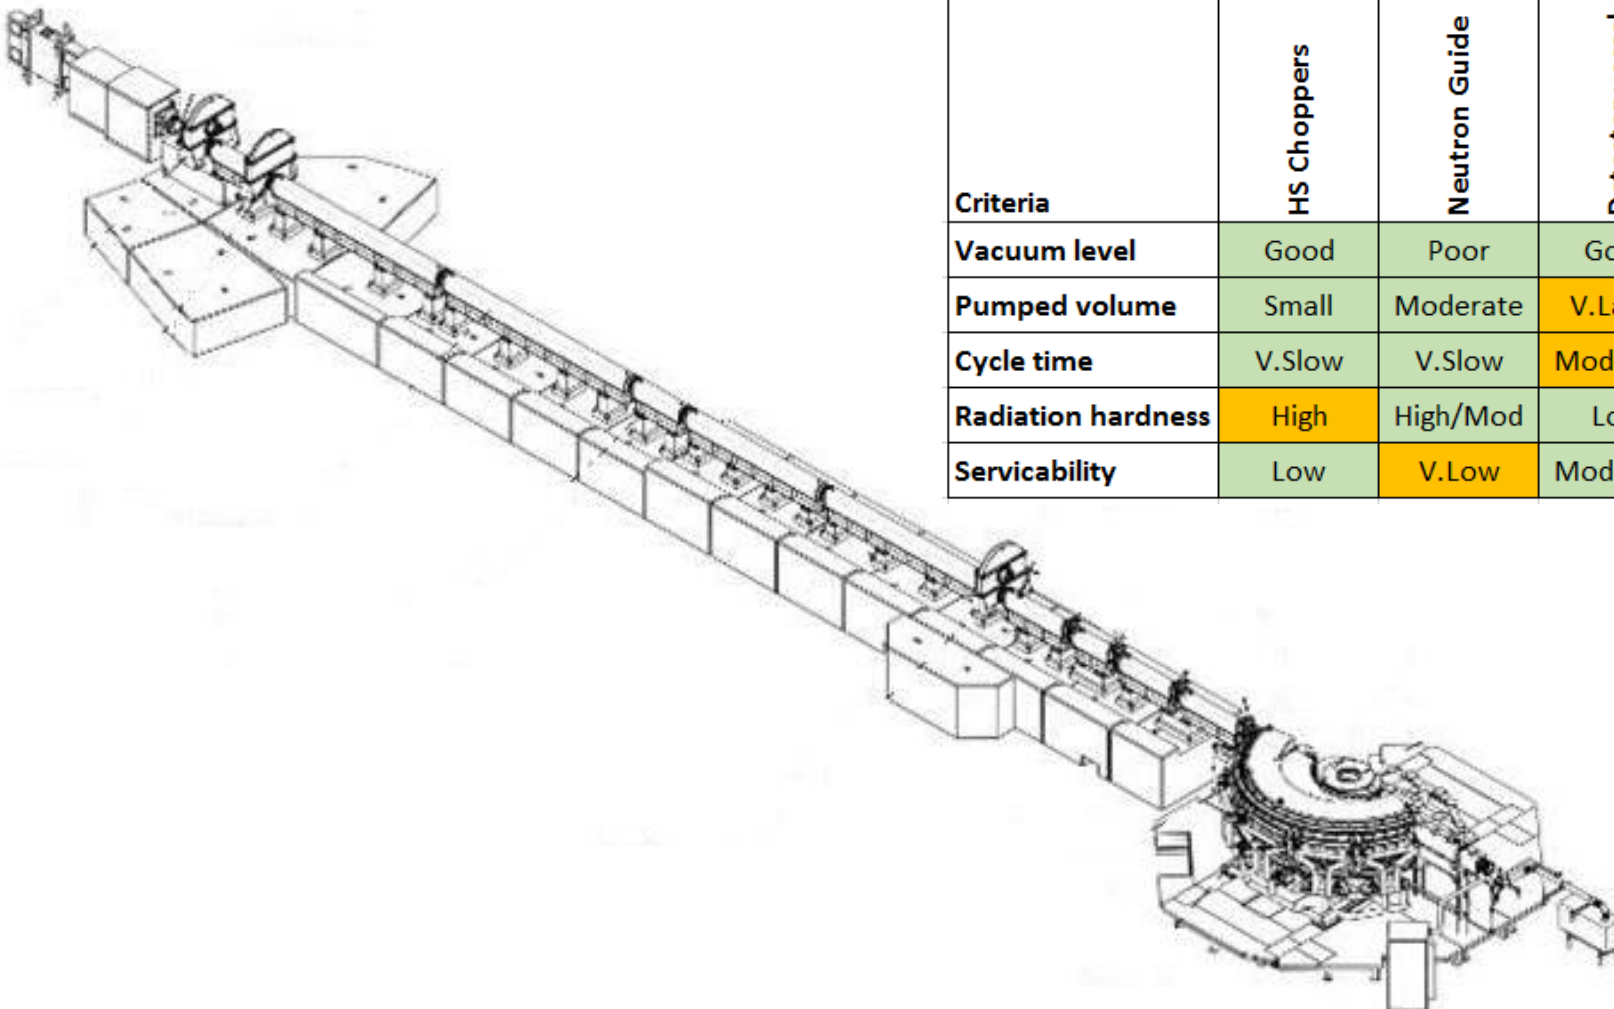 Criteria HS Choppers Neutron Guide
Vacuum level Good Poor
Pumped volume Small Moderate
Cycle time V.Slow V.Slow
Radiation hardness High High/Mod
Servicability Low V.Low